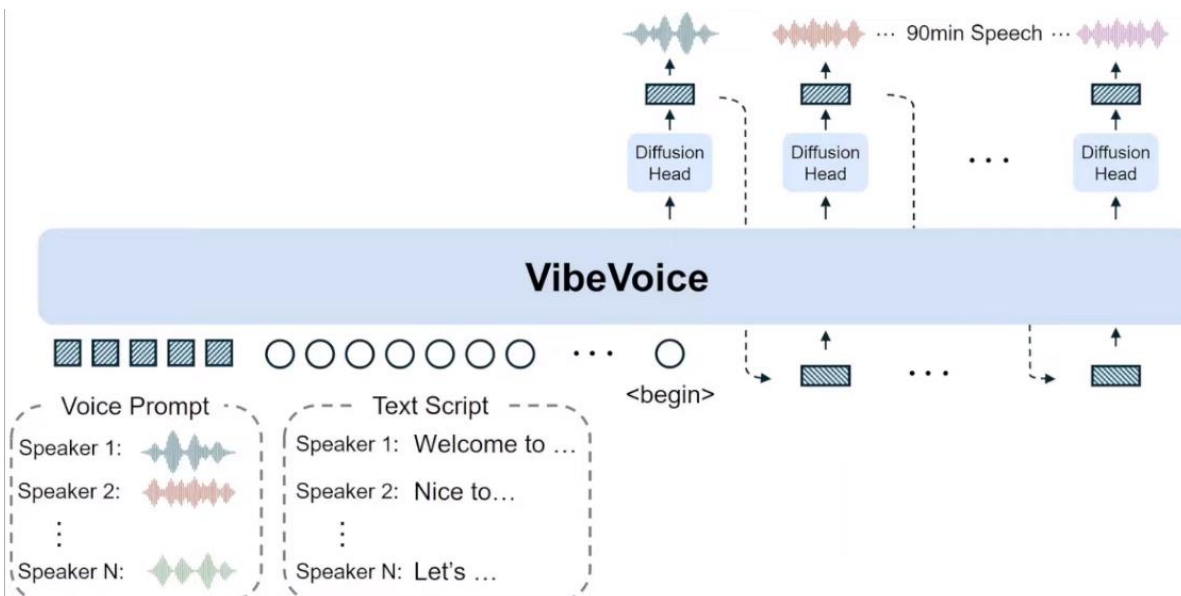 ··· 90min Speech ···
Diffusion Head
Diffusion Head
···
Diffusion Head
VibeVoice
···
<begin>
···
Voice Prompt
Speaker 1:
Speaker 2:
⋮
Speaker N:
Text Script
Speaker 1: Welcome to ...
Speaker 2: Nice to...
⋮
Speaker N: Let's ...